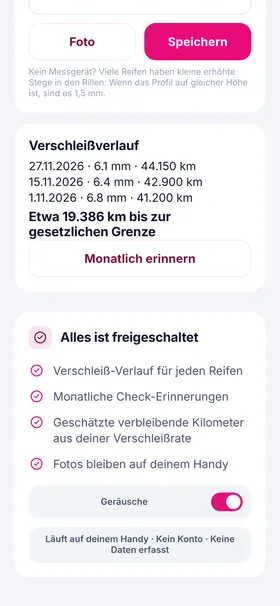 Foto
Speichern
Kein Messgerät? Viele Reifen haben kleine erhöhte
Stege in den Rillen: Wenn das Profil auf gleicher Höhe
ist, sind es 1,5 mm.
Verschleißverlauf
27.11.2026 · 6.1 mm · 44.150 km
15.11.2026 · 6.4 mm · 42.900 km
1.11.2026 · 6.8 mm · 41.200 km
Etwa 19.386 km bis zur
gesetzlichen Grenze
Monatlich erinnern
Alles ist freigeschaltet
Verschleiß-Verlauf für jeden Reifen
Monatliche Check-Erinnerungen
Geschätzte verbleibende Kilometer
aus deiner Verschleißrate
Fotos bleiben auf deinem Handy
Geräusche
Läuft auf deinem Handy · Kein Konto · Keine
Daten erfasst